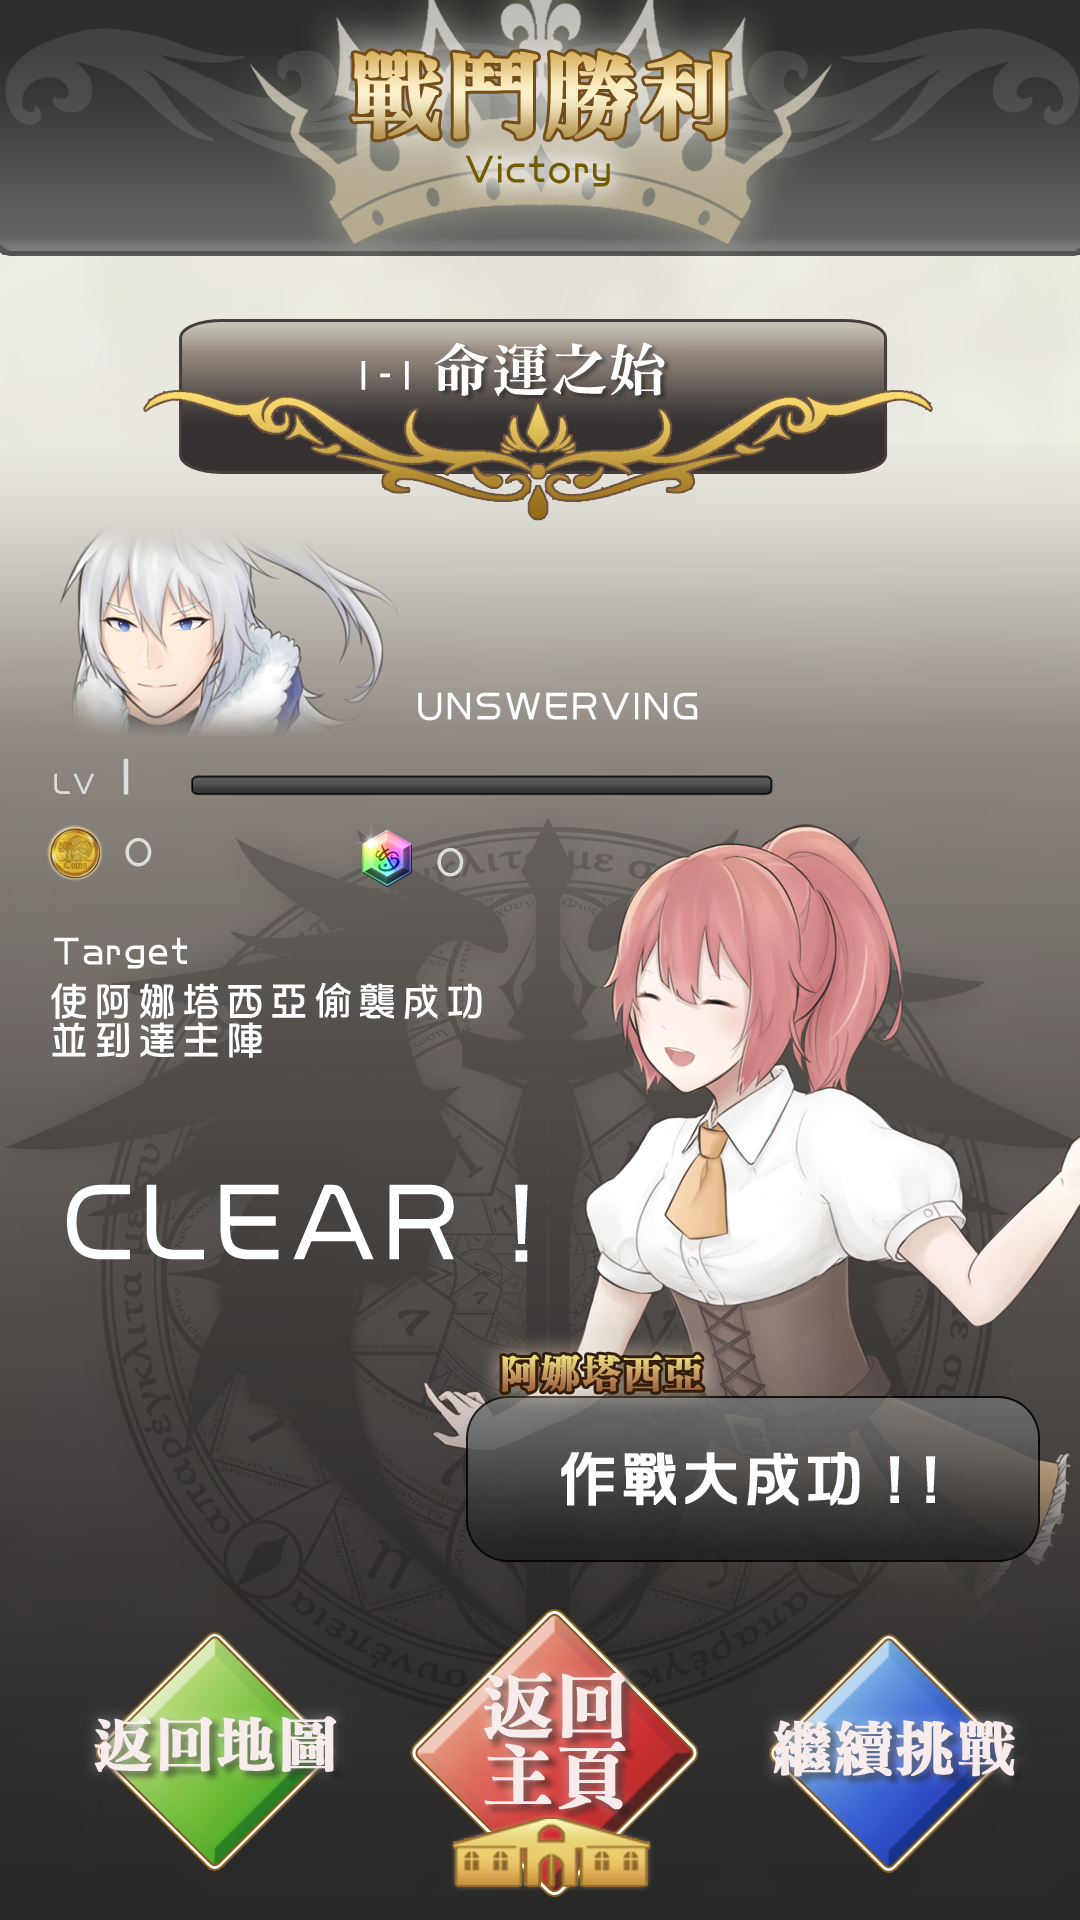 戰鬥勝利
Victory
1-1 命運之始
UNSWERVING
LV 1
0 0
Target
使阿娜塔西亞偷襲成功
並到達主陣
CLEAR！
阿娜塔西亞
作戰大成功！！
返回地圖
返回
主頁
繼續挑戰